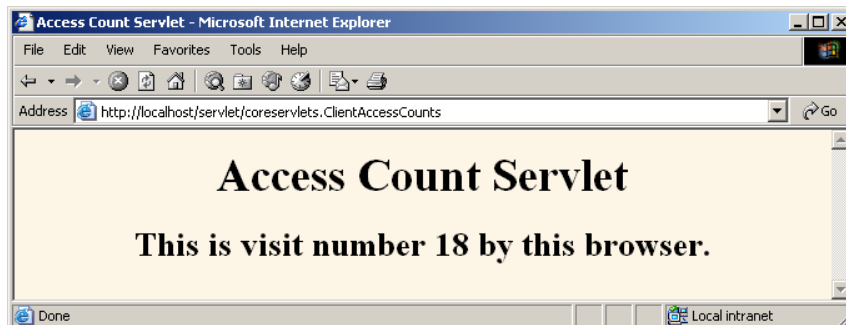 Access Count Servlet - Microsoft Internet Explorer
File Edit View Favorites Tools Help
Address http://localhost/servlet/coreservlets.ClientAccessCounts Go
Access Count Servlet
This is visit number 18 by this browser.
Done Local intranet